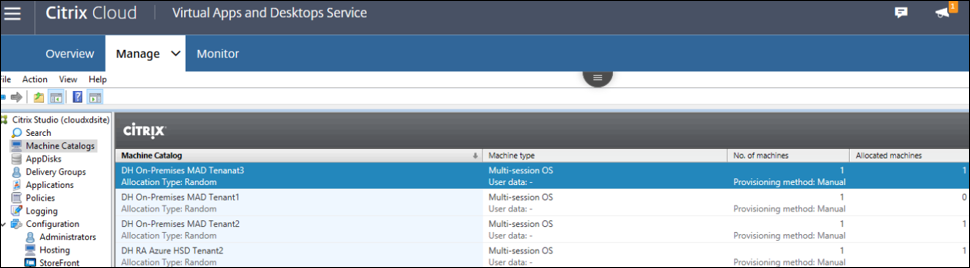 Citrix Cloud Virtual Apps and Desktops Service 1
Overview Manage Monitor
File Action View Help
Citrix Studio (cloudxdsite)
Search
Machine Catalogs
AppDisks
Delivery Groups
Applications
Policies
Logging
Configuration
Administrators
Hosting
StoreFront
CİTRIX
Machine Catalog Machine type No. of machines Allocated machines
DH On-Premises MAD Tenanat3 Multi-session OS 1 1
Allocation Type: Random User data: - Provisioning method: Manual
DH On-Premises MAD Tenant1 Multi-session OS 1 0
Allocation Type: Random User data: - Provisioning method: Manual
DH On-Premises MAD Tenant2 Multi-session OS 1 1
Allocation Type: Random User data: - Provisioning method: Manual
DH RA Azure HSD Tenant2 Multi-session OS 1 1
Allocation Type: Random User data: - Provisioning method: Manual